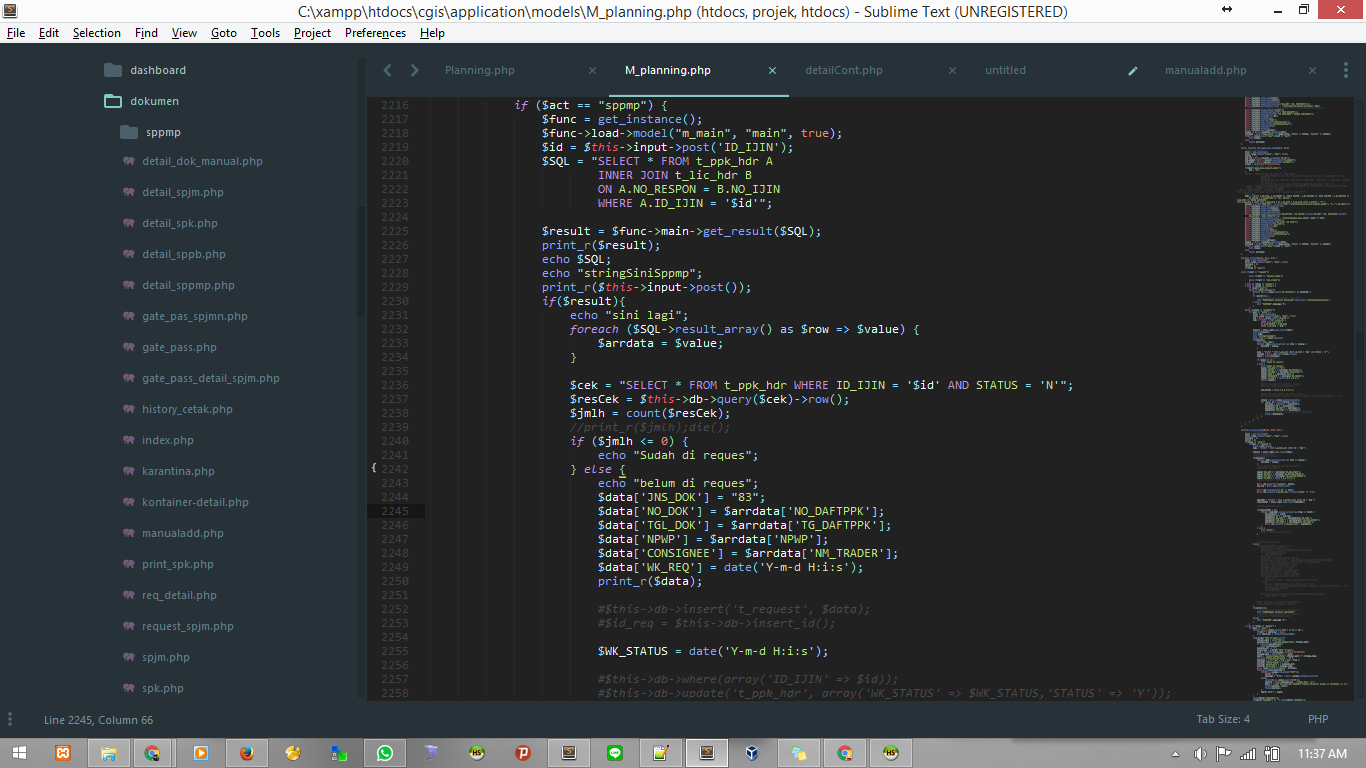 C:\xampp\htdocs\cgis\application\models\M_planning.php (htdocs, projek, htdocs) - Sublime Text (UNREGISTERED)
File Edit Selection Find View Goto Tools Project Preferences Help
dashboard
dokumen
sppmp
detail_dok_manual.php
detail_spjm.php
detail_spk.php
detail_sppb.php
detail_sppmp.php
gate_pas_spjmn.php
gate_pass.php
gate_pass_detail_spjm.php
history_cetak.php
index.php
karantina.php
kontainer-detail.php
manualadd.php
print_spk.php
req_detail.php
request_spjm.php
spjm.php
spk.php
Planning.php M_planning.php detailCont.php untitled manualadd.php
2216 if ($act == "sppmp") {
2217 $func = get_instance();
2218 $func->load->model("m_main", "main", true);
2219 $id = $this->input->post('ID_IJIN');
2220 $SQL = "SELECT * FROM t_ppk_hdr A
2221 INNER JOIN t_lic_hdr B
2222 ON A.NO_RESPON = B.NO_IJIN
2223 WHERE A.ID_IJIN = '$id'";
2224
2225 $result = $func->main->get_result($SQL);
2226 print_r($result);
2227 echo $SQL;
2228 echo "stringSiniSppmp";
2229 print_r($this->input->post());
2230 if($result){
2231 echo "sini lagi";
2232 foreach ($SQL->result_array() as $row => $value) {
2233 $arrdata = $value;
2234 }
2235
2236 $cek = "SELECT * FROM t_ppk_hdr WHERE ID_IJIN = '$id' AND STATUS = 'N'";
2237 $resCek = $this->db->query($cek)->row();
2238 $jmlh = count($resCek);
2239 //print_r($jmlh);die();
2240 if ($jmlh <= 0) {
2241 echo "Sudah di reques";
{ 2242 } else {
2243 echo "belum di reques";
2244 $data['JNS_DOK'] = "83";
2245 $data['NO_DOK'] = $arrdata['NO_DAFTPPK'];
2246 $data['TGL_DOK'] = $arrdata['TG_DAFTPPK'];
2247 $data['NPWP'] = $arrdata['NPWP'];
2248 $data['CONSIGNEE'] = $arrdata['NM_TRADER'];
2249 $data['WK_REQ'] = date('Y-m-d H:i:s');
2250 print_r($data);
2251
2252 #$this->db->insert('t_request', $data);
2253 #$id_req = $this->db->insert_id();
2254
2255 $WK_STATUS = date('Y-m-d H:i:s');
2256
2257 #$this->db->where(array('ID_IJIN' => $id));
2258 #$this->db->update('t_ppk_hdr', array('WK_STATUS' => $WK_STATUS,'STATUS' => 'Y'));
Line 2245, Column 66 Tab Size: 4 PHP
11:37 AM